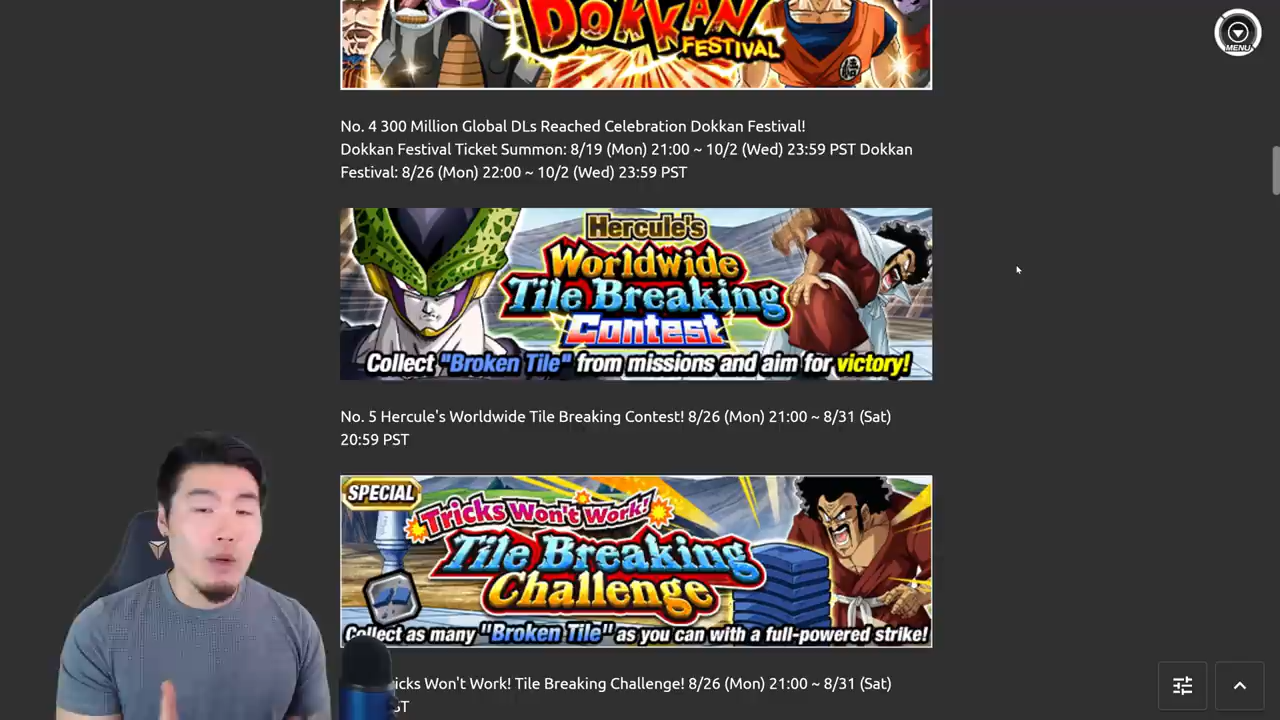 DOKKAN
FESTIVAL
MENU
No. 4 300 Million Global DLs Reached Celebration Dokkan Festival!
Dokkan Festival Ticket Summon: 8/19 (Mon) 21:00 ~ 10/2 (Wed) 23:59 PST Dokkan
Festival: 8/26 (Mon) 22:00 ~ 10/2 (Wed) 23:59 PST
Hercule's
Worldwide
Tile Breaking
Contest
Collect "Broken Tile" from missions and aim for victory!
No. 5 Hercule's Worldwide Tile Breaking Contest! 8/26 (Mon) 21:00 ~ 8/31 (Sat)
20:59 PST
SPECIAL
Tricks Won't Work!
Tile Breaking
Challenge
Collect as many "Broken Tile" as you can with a full-powered strike!
icks Won't Work! Tile Breaking Challenge! 8/26 (Mon) 21:00 ~ 8/31 (Sat)
ST